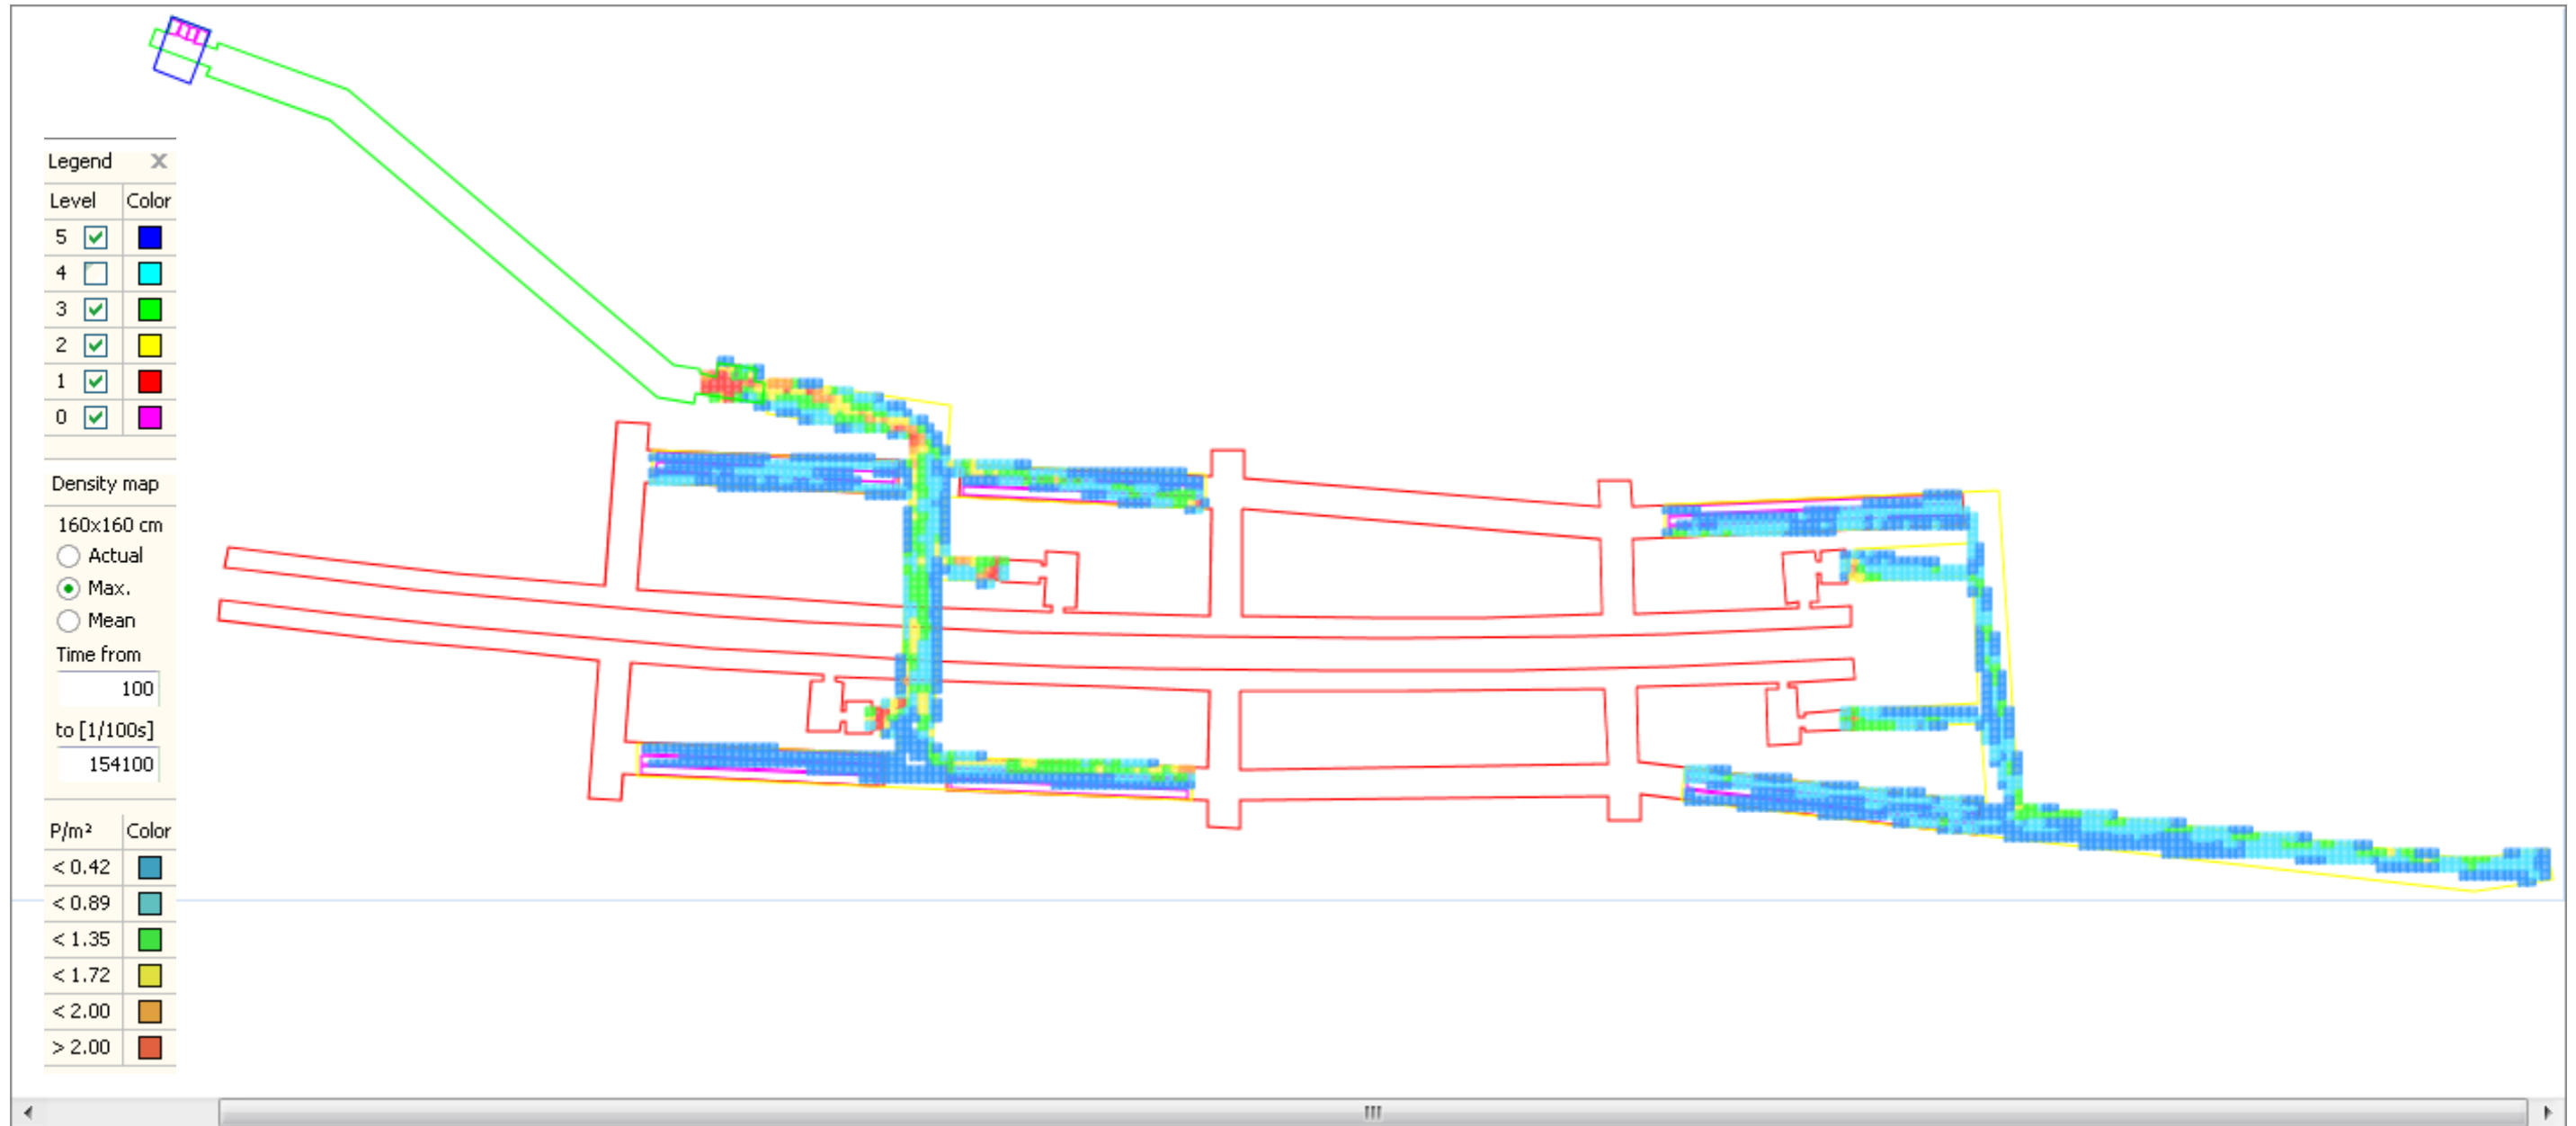 Legend X
Level Color
5
4
3
2
1
0
Density map
160x160 cm
Actual
Max.
Mean
Time from
100
to [1/100s]
154100
P/m² Color
< 0.42
< 0.89
< 1.35
< 1.72
< 2.00
> 2.00